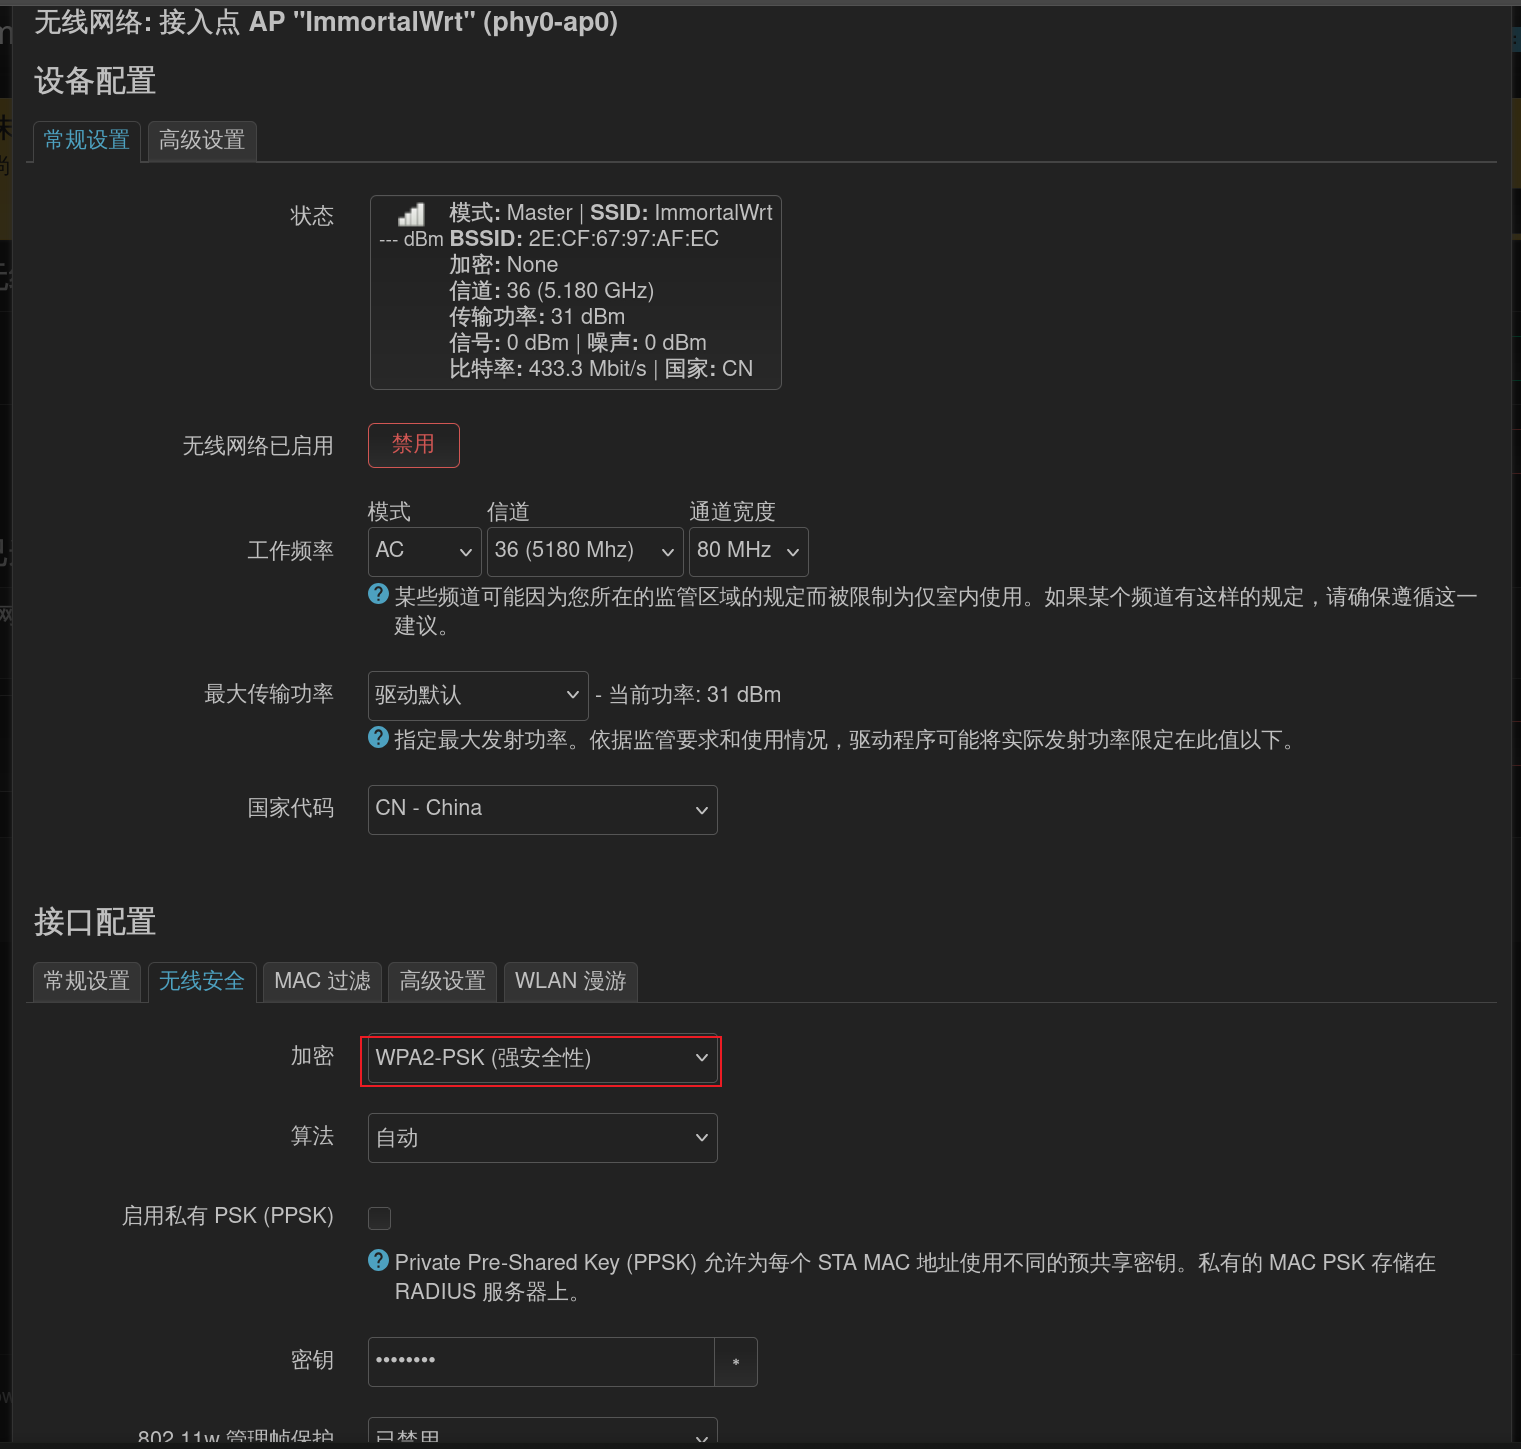 无线网络: 接入点 AP "ImmortalWrt" (phy0-ap0)
设备配置
常规设置 高级设置
状态
模式: Master | SSID: ImmortalWrt
--- dBm BSSID: 2E:CF:67:97:AF:EC
加密: None
信道: 36 (5.180 GHz)
传输功率: 31 dBm
信号: 0 dBm | 噪声: 0 dBm
比特率: 433.3 Mbit/s | 国家: CN
无线网络已启用 禁用
模式 信道 通道宽度
工作频率 AC 36 (5180 Mhz) 80 MHz
某些频道可能因为您所在的监管区域的规定而被限制为仅室内使用。如果某个频道有这样的规定，请确保遵循这一
建议。
最大传输功率 驱动默认 - 当前功率: 31 dBm
指定最大发射功率。依据监管要求和使用情况，驱动程序可能将实际发射功率限定在此值以下。
国家代码 CN - China
接口配置
常规设置 无线安全 MAC 过滤 高级设置 WLAN 漫游
加密 WPA2-PSK (强安全性)
算法 自动
启用私有 PSK (PPSK)
Private Pre-Shared Key (PPSK) 允许为每个 STA MAC 地址使用不同的预共享密钥。私有的 MAC PSK 存储在
RADIUS 服务器上。
密钥 •••••••• *
802.11w 管理帧保护 已禁用